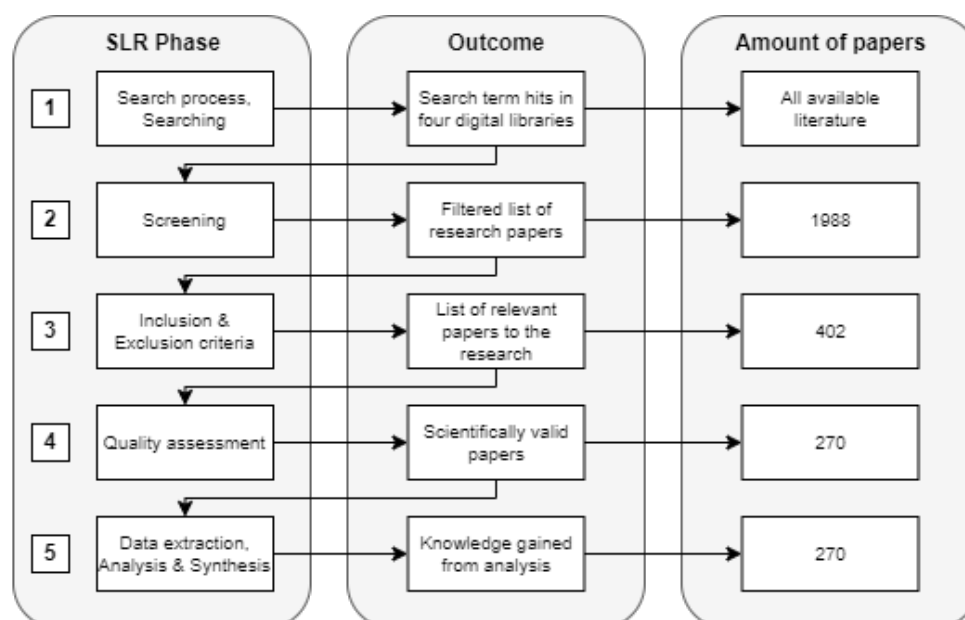 SLR Phase
Outcome
Amount of papers
1
Search process,
Searching
Search term hits in
four digital libraries
All available
literature
2
Screening
Filtered list of
research papers
1988
3
Inclusion &
Exclusion criteria
List of relevant
papers to the
research
402
4
Quality assessment
Scientifically valid
papers
270
5
Data extraction,
Analysis & Synthesis
Knowledge gained
from analysis
270